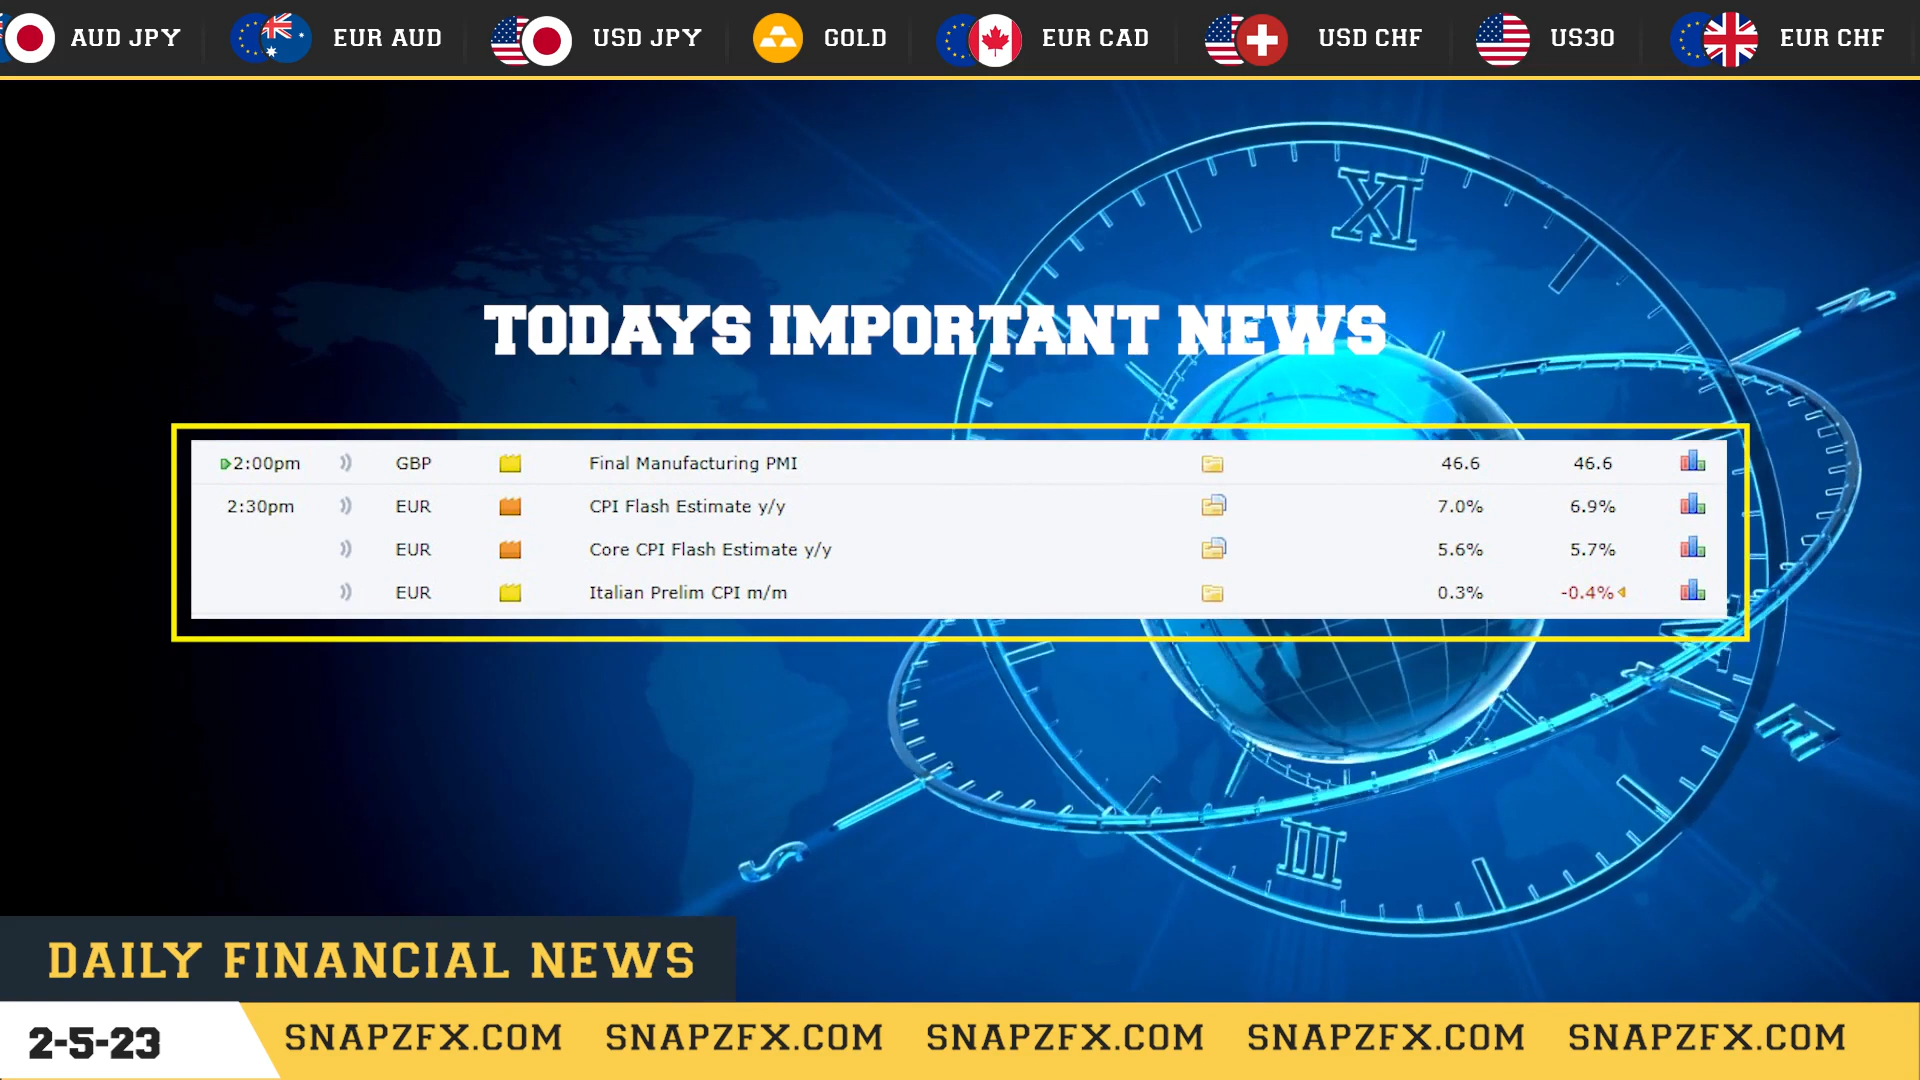 AUD JPY EUR AUD USD JPY GOLD EUR CAD USD CHF US30 EUR CHF
XI
TODAYS IMPORTANT NEWS
2:00pm GBP Final Manufacturing PMI 46.6 46.6
2:30pm EUR CPI Flash Estimate y/y 7.0% 6.9%
EUR Core CPI Flash Estimate y/y 5.6% 5.7%
EUR Italian Prelim CPI m/m 0.3% -0.4%
E
III
S
DAILY FINANCIAL NEWS
2-5-23 SNAPZFX.COM SNAPZFX.COM SNAPZFX.COM SNAPZFX.COM SNAPZFX.COM